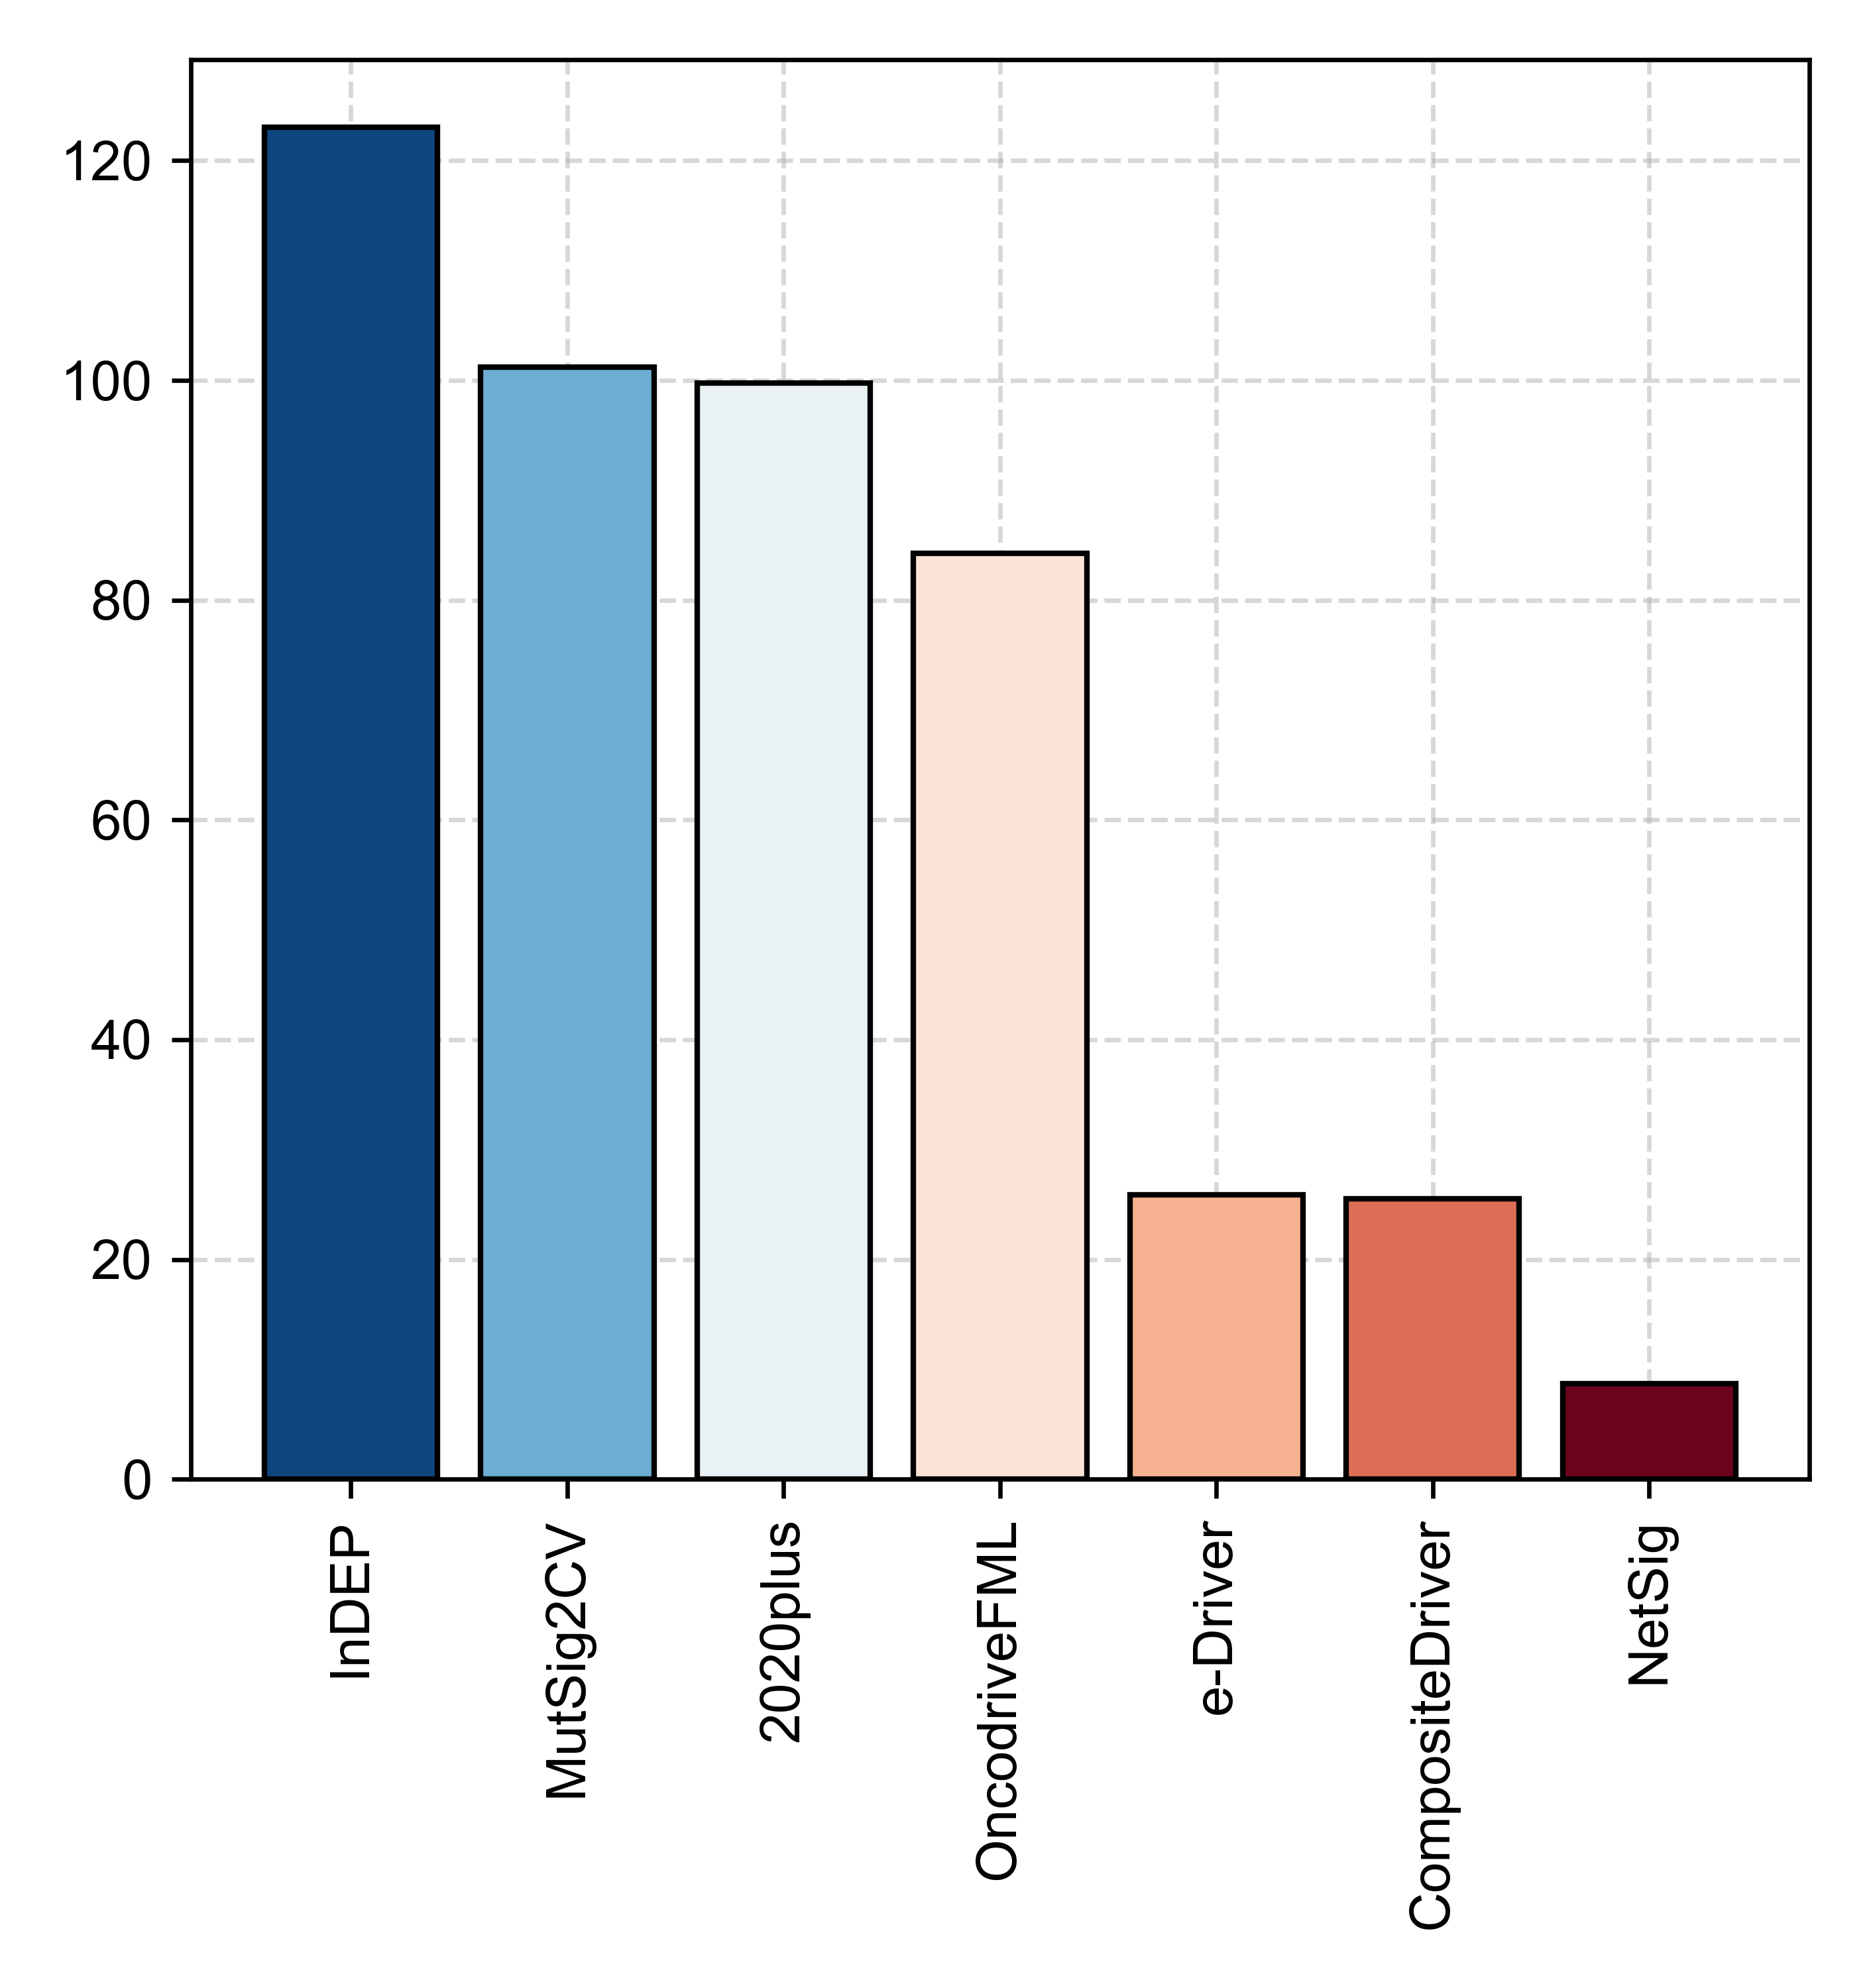 120
100
80
60
40
20
0
InDEP
MutSig2CV
2020plus
OncodriveFML
e-Driver
CompositeDriver
NetSig